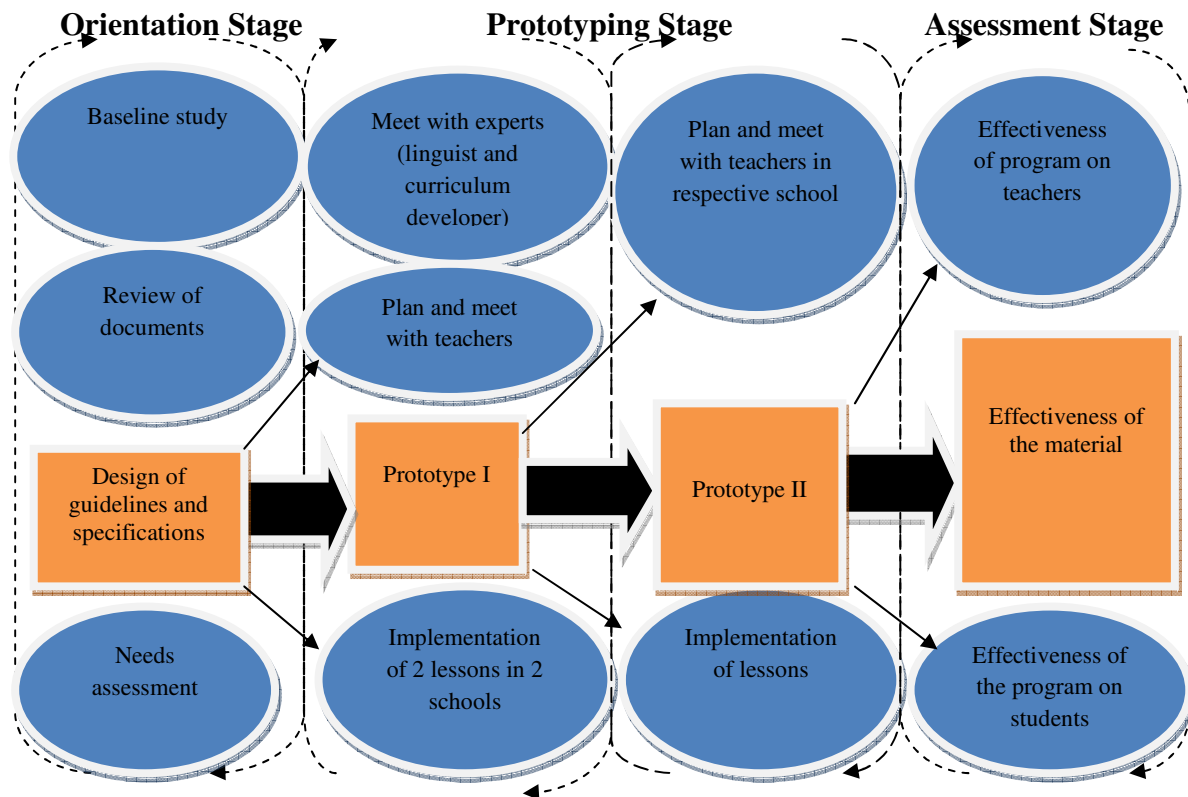 Orientation Stage
Prototyping Stage
Assessment Stage
Baseline study
Review of
documents
Design of
guidelines and
specifications
Needs
assessment
Meet with experts
(linguist and
curriculum
developer)
Plan and meet
with teachers
Prototype I
Implementation
of 2 lessons in 2
schools
Plan and meet
with teachers in
respective school
Prototype II
Implementation
of lessons
Effectiveness
of program on
teachers
Effectiveness of
the material
Effectiveness of
the program on
students